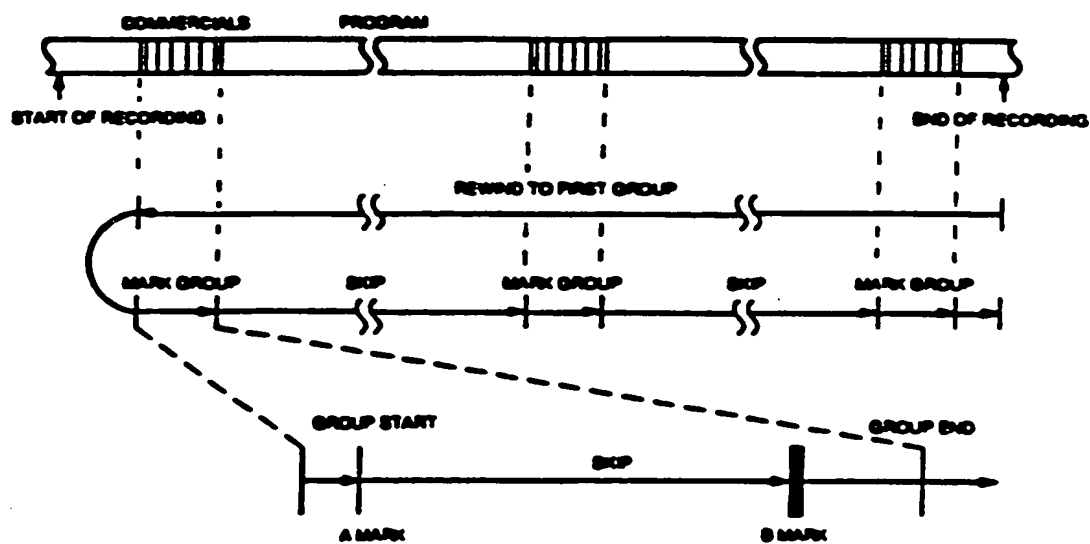 COMMERCIALS PROGRAM
START OF RECORDING END OF RECORDING
REWIND TO FIRST GROUP
MARK GROUP SKIP MARK GROUP SKIP MARK GROUP
GROUP START GROUP END
SKIP
A MARK B MARK